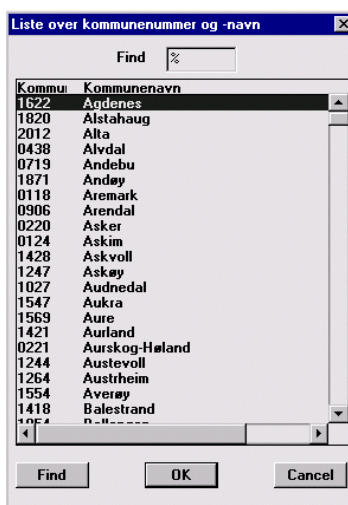 Liste over kommunenummer og -navn
Find %
Kommu Kommunenavn
1622 Agdenes
1820 Alstahaug
2012 Alta
0438 Alvdal
0719 Andebu
1871 Andøy
0118 Aremark
0906 Arendal
0220 Asker
0124 Askim
1428 Askvoll
1247 Askøy
1027 Audnedal
1547 Aukra
1569 Aure
1421 Aurland
0221 Aurskog-Høland
1244 Austevoll
1264 Austrheim
1554 Averøy
1418 Balestrand
Find OK Cancel